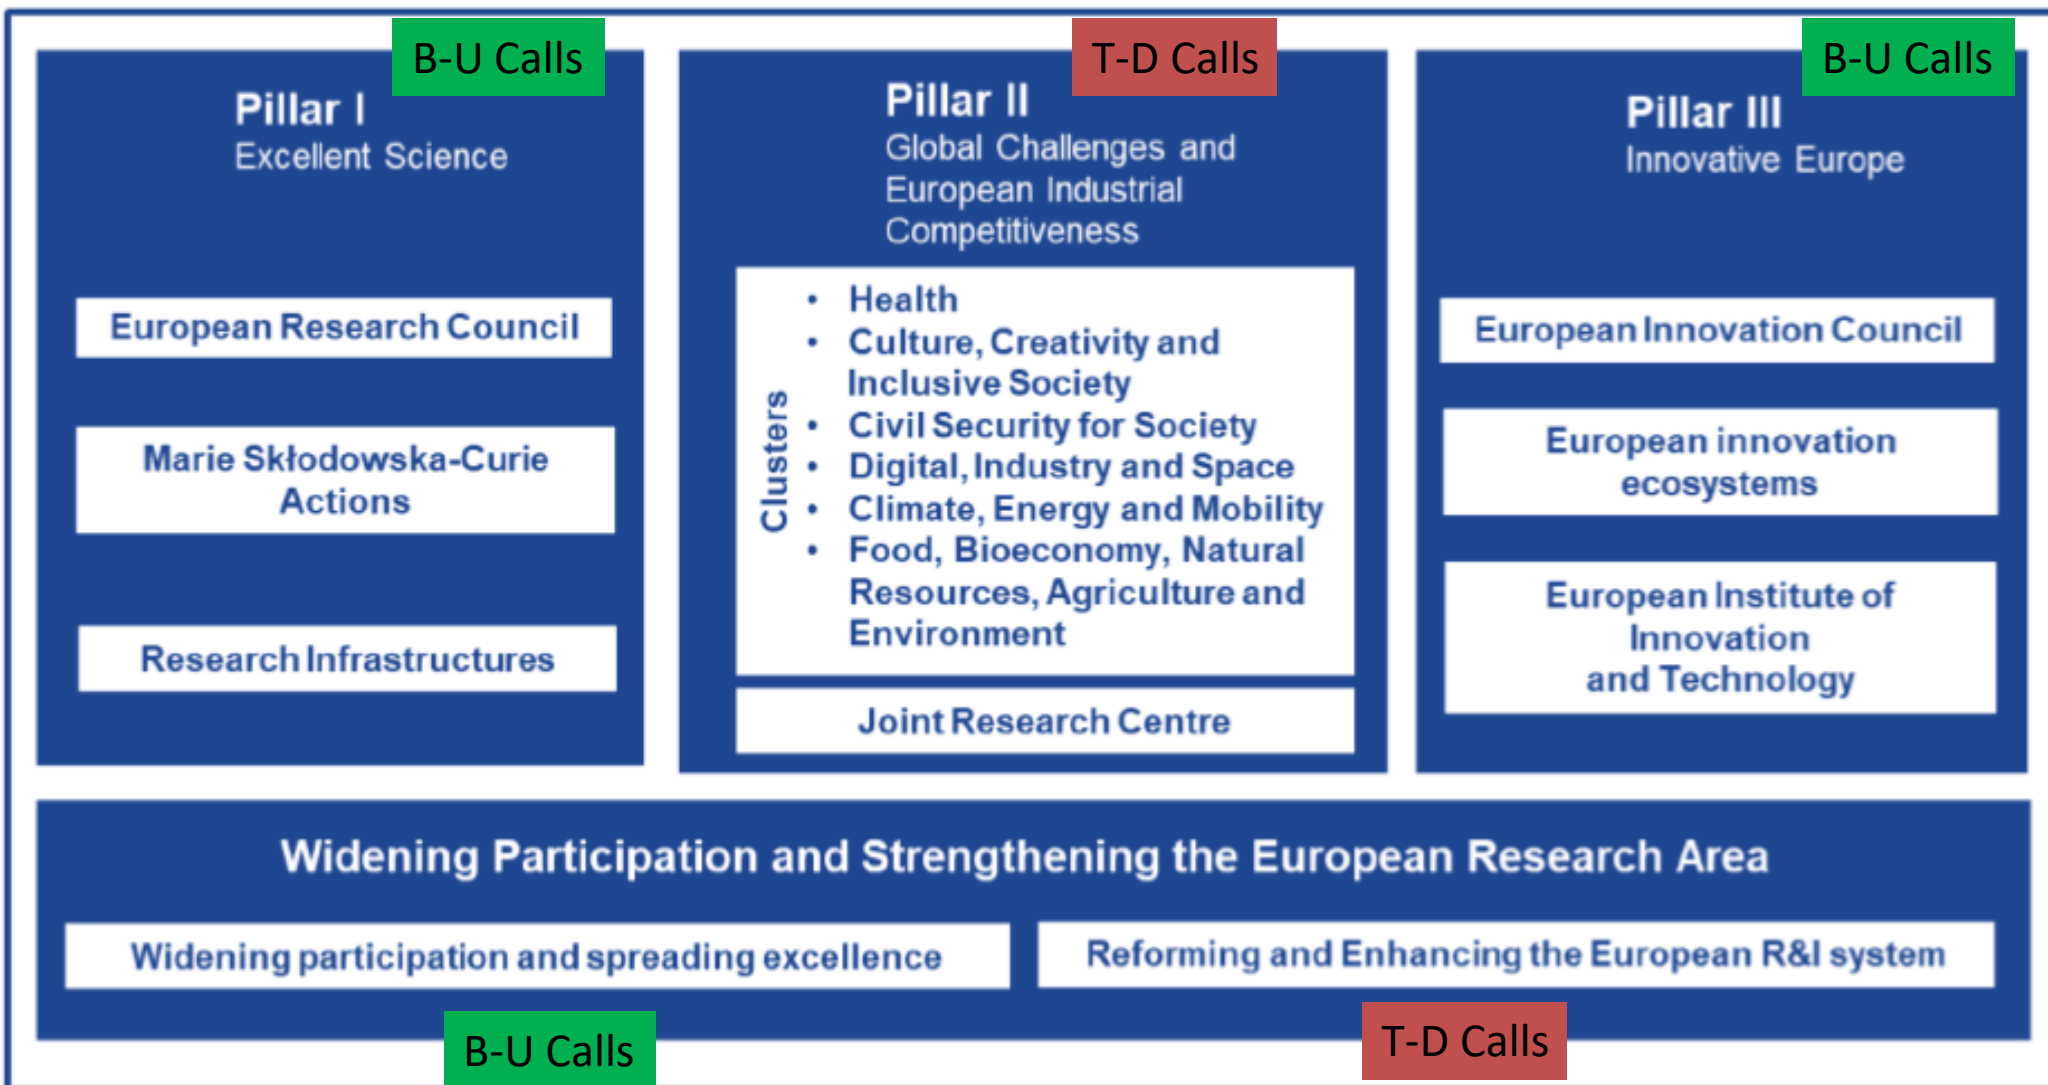 B-U Calls
Pillar I
Excellent Science
European Research Council
Marie Skłodowska-Curie
Actions
Research Infrastructures
T-D Calls
Pillar II
Global Challenges and
European Industrial
Competitiveness
Clusters
• Health
• Culture, Creativity and
Inclusive Society
• Civil Security for Society
• Digital, Industry and Space
• Climate, Energy and Mobility
• Food, Bioeconomy, Natural
Resources, Agriculture and
Environment
Joint Research Centre
B-U Calls
Pillar III
Innovative Europe
European Innovation Council
European innovation
ecosystems
European Institute of
Innovation
and Technology
Widening Participation and Strengthening the European Research Area
Widening participation and spreading excellence
Reforming and Enhancing the European R&I system
B-U Calls
T-D Calls